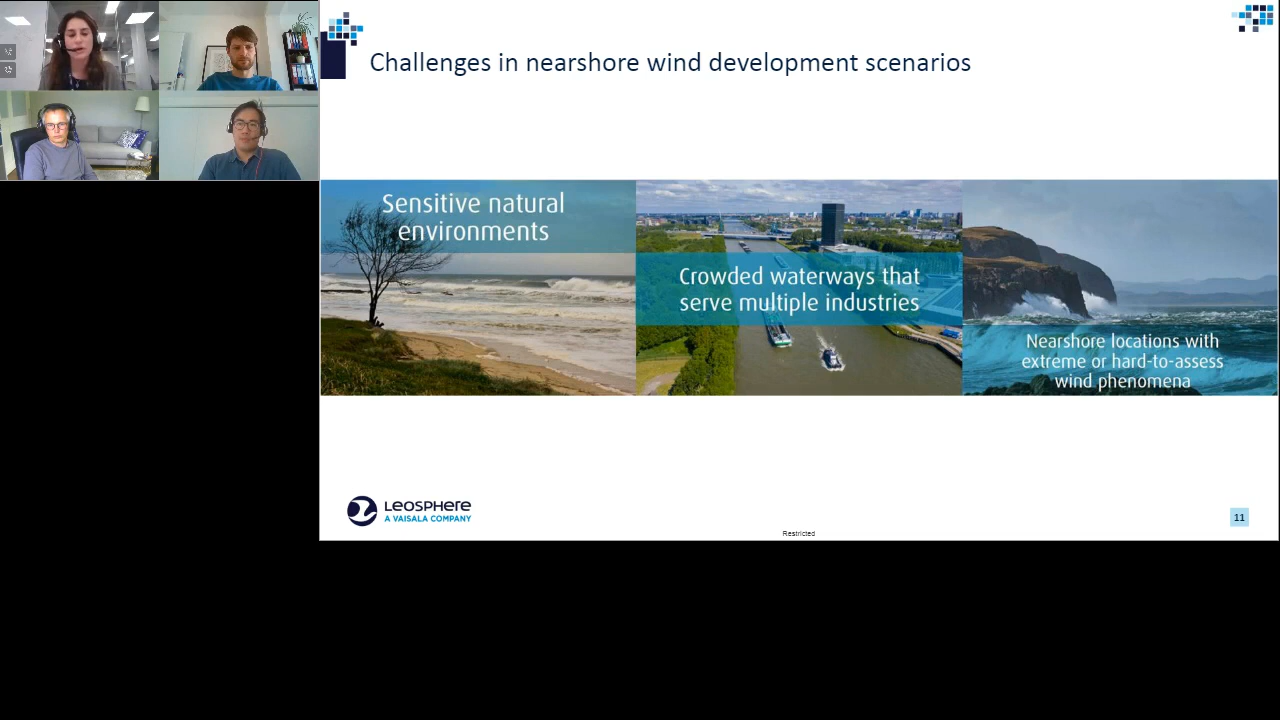 Challenges in nearshore wind development scenarios
Sensitive natural
environments
Crowded waterways that
serve multiple industries
Nearshore locations with
extreme or hard-to-assess
wind phenomena
LEOSPHERE
A VAISALA COMPANY
11
Restricted